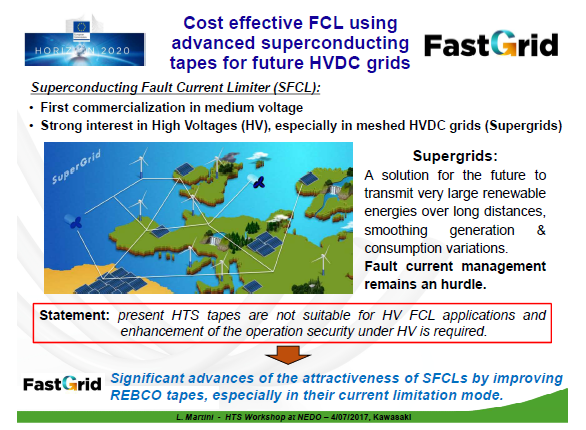 Cost effective FCL using
advanced superconducting
tapes for future HVDC grids
HORIZON 2020
FastGrid
Superconducting Fault Current Limiter (SFCL):
• First commercialization in medium voltage
• Strong interest in High Voltages (HV), especially in meshed HVDC grids (Supergrids)
SuperGrid
Supergrids:
A solution for the future to
transmit very large renewable
energies over long distances,
smoothing generation &
consumption variations.
Fault current management
remains an hurdle.
Statement: present HTS tapes are not suitable for HV FCL applications and
enhancement of the operation security under HV is required.
FastGrid
Significant advances of the attractiveness of SFCLs by improving
REBCO tapes, especially in their current limitation mode.
L. Martini - HTS Workshop at NEDO – 4/07/2017, Kawasaki